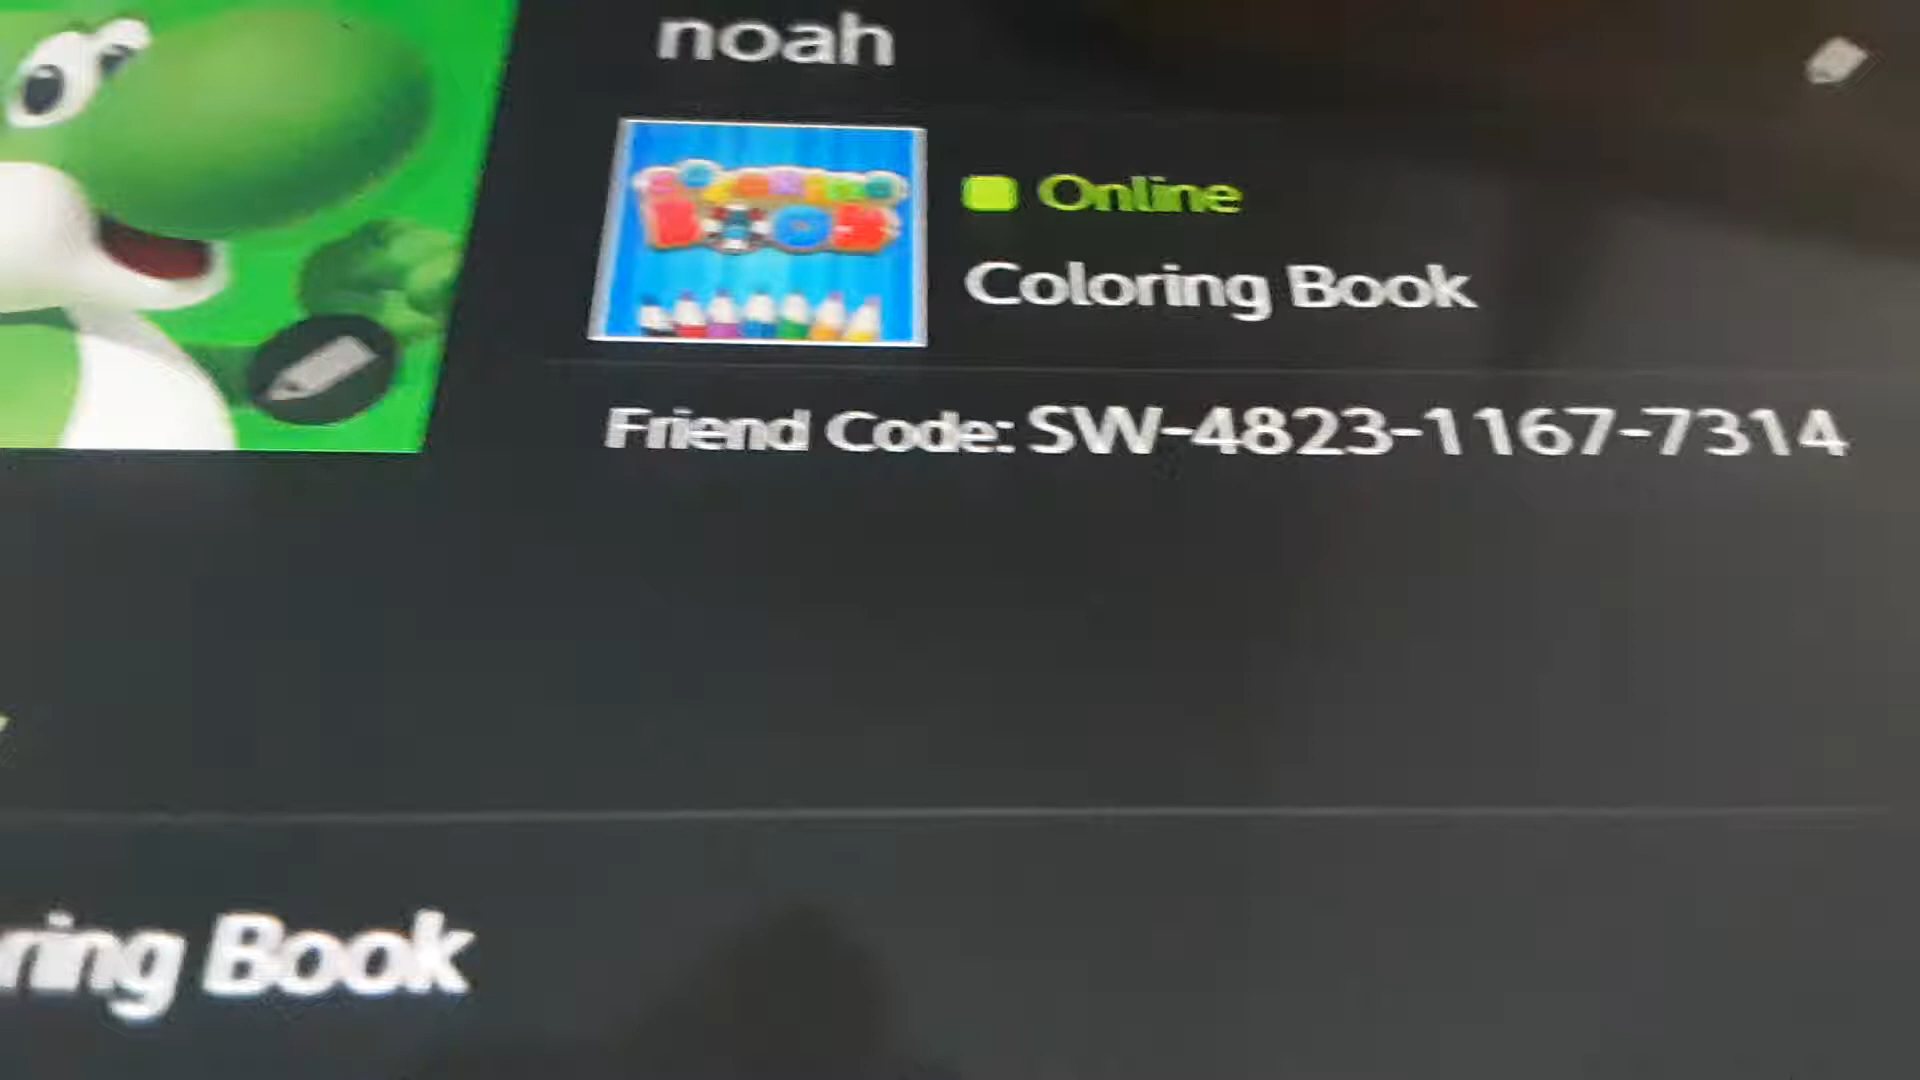 noah
Online
Coloring Book
Friend Code: SW-4823-1167-7314
ring Book